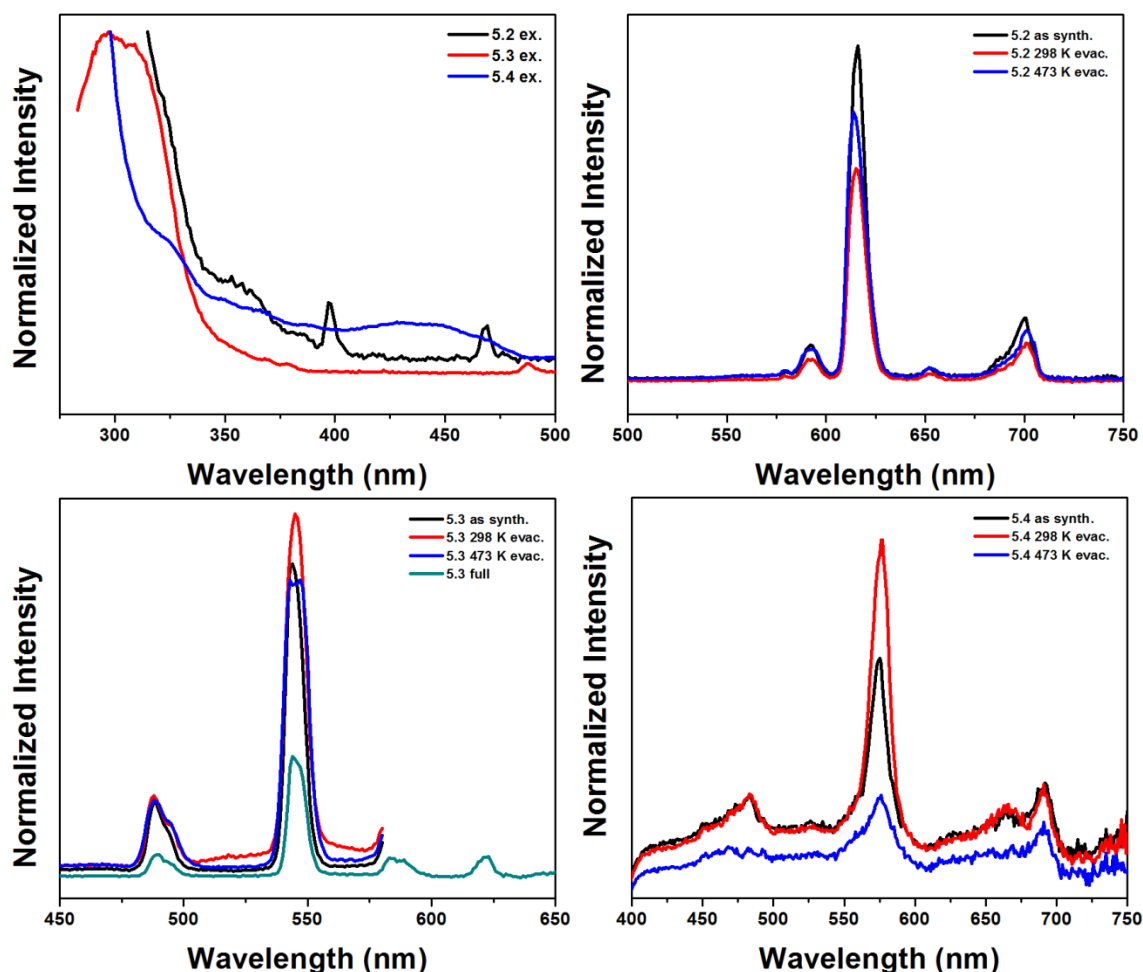 Normalized Intensity
5.2 ex.
5.3 ex.
5.4 ex.
300 350 400 450 500
Wavelength (nm)
Normalized Intensity
5.2 as synth.
5.2 298 K evac.
5.2 473 K evac.
500 550 600 650 700 750
Wavelength (nm)
Normalized Intensity
5.3 as synth.
5.3 298 K evac.
5.3 473 K evac.
5.3 full
450 500 550 600 650
Wavelength (nm)
Normalized Intensity
5.4 as synth.
5.4 298 K evac.
5.4 473 K evac.
400 450 500 550 600 650 700 750
Wavelength (nm)